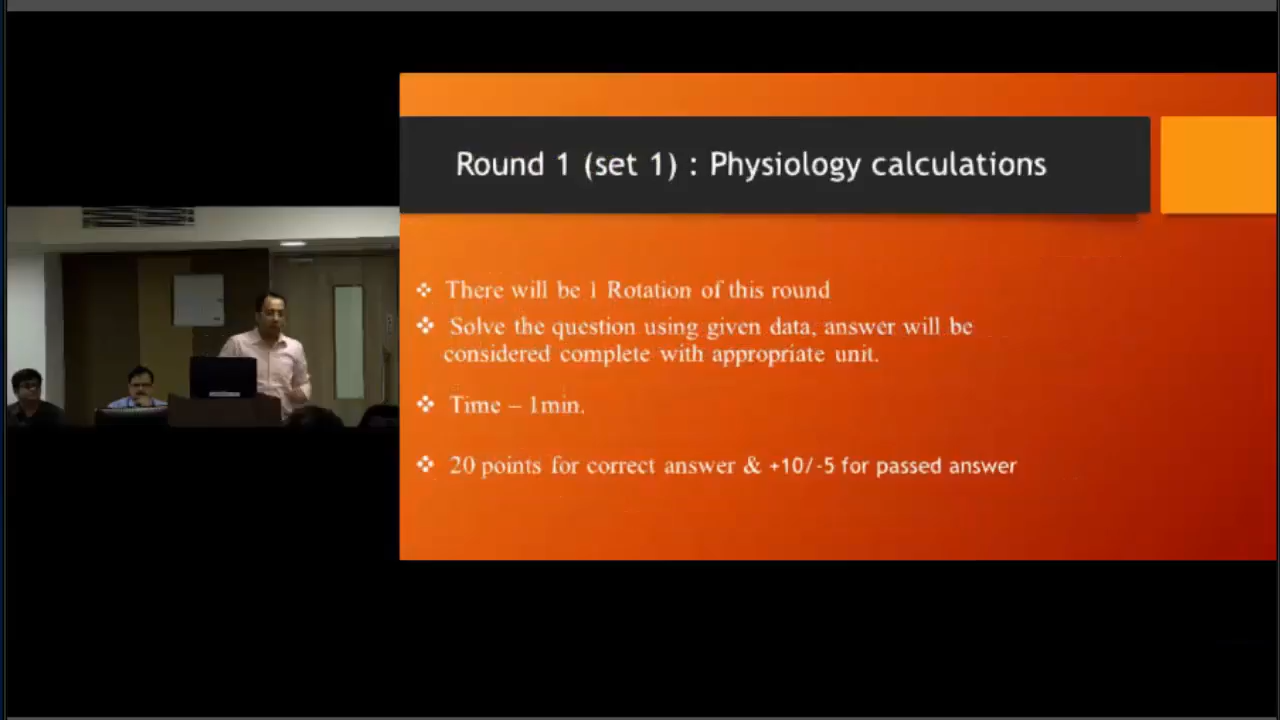 Round 1 (set 1) : Physiology calculations
There will be 1 Rotation of this round
Solve the question using given data, answer will be
considered complete with appropriate unit.
Time – 1min.
20 points for correct answer & +10/-5 for passed answer